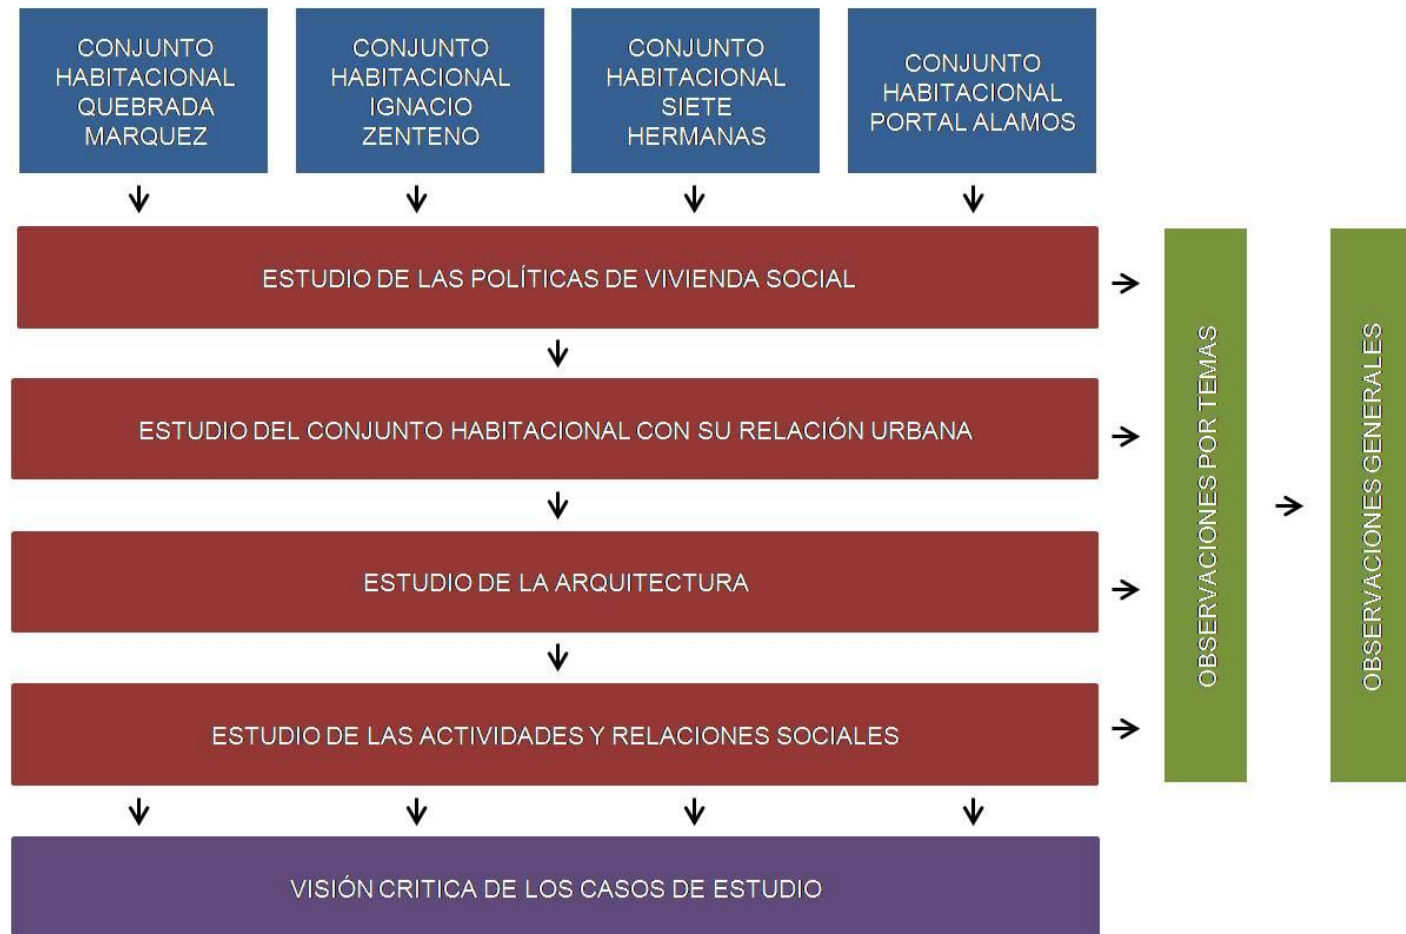 CONJUNTO
HABITACIONAL
QUEBRADA
MARQUEZ
CONJUNTO
HABITACIONAL
IGNACIO
ZENTENO
CONJUNTO
HABITACIONAL
SIETE
HERMANAS
CONJUNTO
HABITACIONAL
PORTAL ALAMOS
ESTUDIO DE LAS POLÍTICAS DE VIVIENDA SOCIAL
ESTUDIO DEL CONJUNTO HABITACIONAL CON SU RELACIÓN URBANA
ESTUDIO DE LA ARQUITECTURA
ESTUDIO DE LAS ACTIVIDADES Y RELACIONES SOCIALES
VISIÓN CRITICA DE LOS CASOS DE ESTUDIO
OBSERVACIONES POR TEMAS
OBSERVACIONES GENERALES